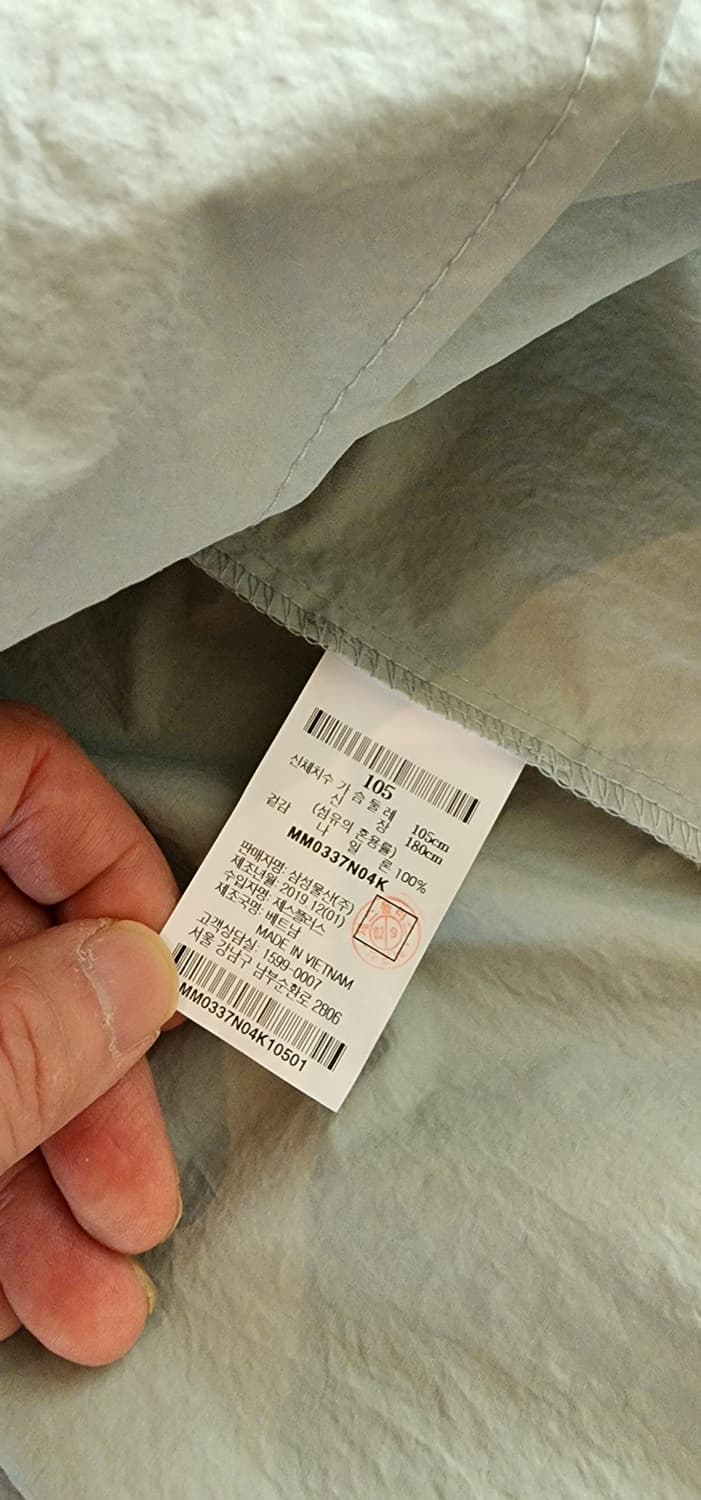 105
신체치수 가슴둘레 105cm
신 장 180cm
(섬유의 혼용률)
겉감 나 일 론 100%
MM0337N04K
판매자명: 삼성물산(주)
제조년월: 2019.12(01)
수입자명: 제스플러스
제조국명: 베트남
MADE IN VIETNAM
고객상담실: 1599-0007
서울 강남구 남부순환로 2806
MM0337N04K10501